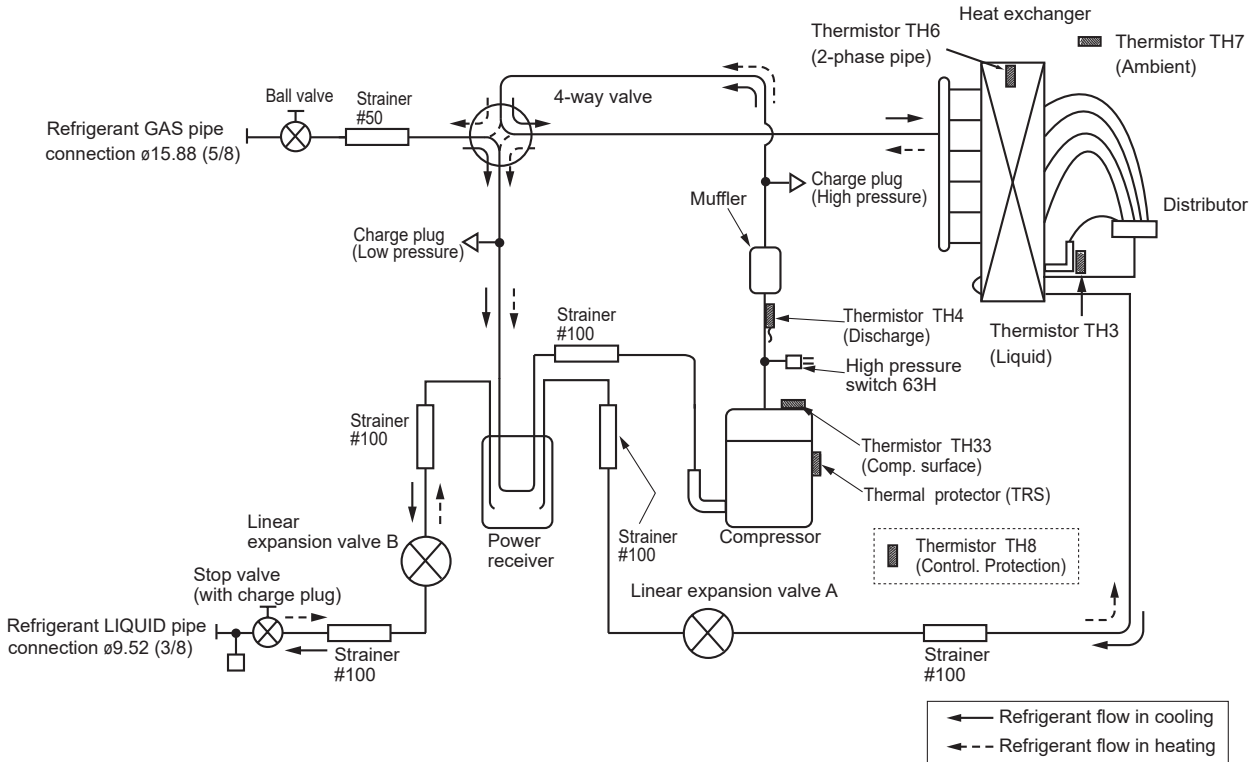 Heat exchanger
Thermistor TH6
(2-phase pipe)
Thermistor TH7
(Ambient)
4-way valve
Ball valve
Strainer
#50
Refrigerant GAS pipe
connection ø15.88 (5/8)
Charge plug
(High pressure)
Muffler
Distributor
Charge plug
(Low pressure)
Strainer
#100
Thermistor TH4
(Discharge)
Thermistor TH3
(Liquid)
High pressure
switch 63H
Strainer
#100
Thermistor TH33
(Comp. surface)
Thermal protector (TRS)
Strainer
#100
Compressor
Power
receiver
Linear
expansion valve B
Thermistor TH8
(Control. Protection)
Stop valve
(with charge plug)
Linear expansion valve A
Refrigerant LIQUID pipe
connection ø9.52 (3/8)
Strainer
#100
Strainer
#100
Refrigerant flow in cooling
Refrigerant flow in heating